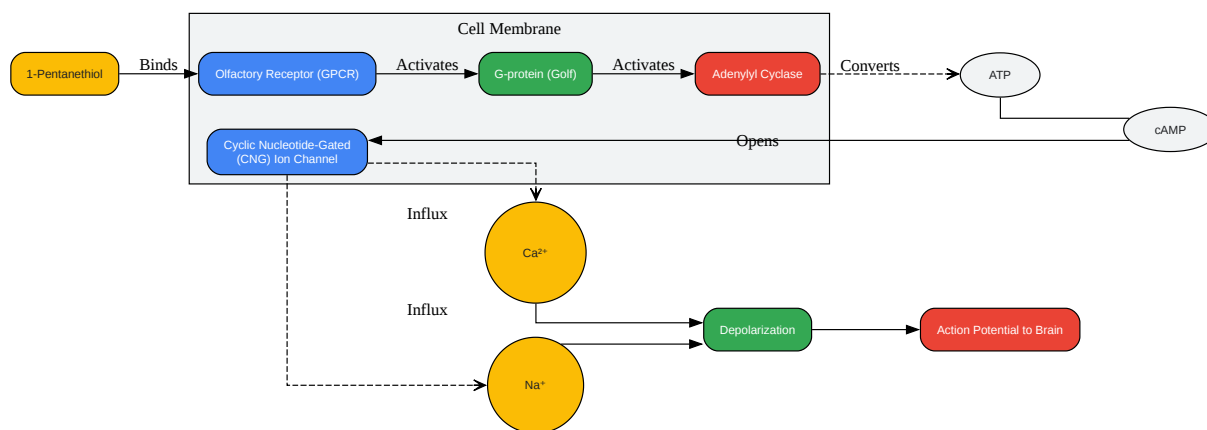 Cell Membrane
1-Pentanethiol
Binds
Olfactory Receptor (GPCR)
Activates
G-protein (Golf)
Activates
Adenylyl Cyclase
Converts
ATP
cAMP
Opens
Cyclic Nucleotide-Gated
(CNG) Ion Channel
Influx
Ca²⁺
Influx
Depolarization
Action Potential to Brain
Na⁺